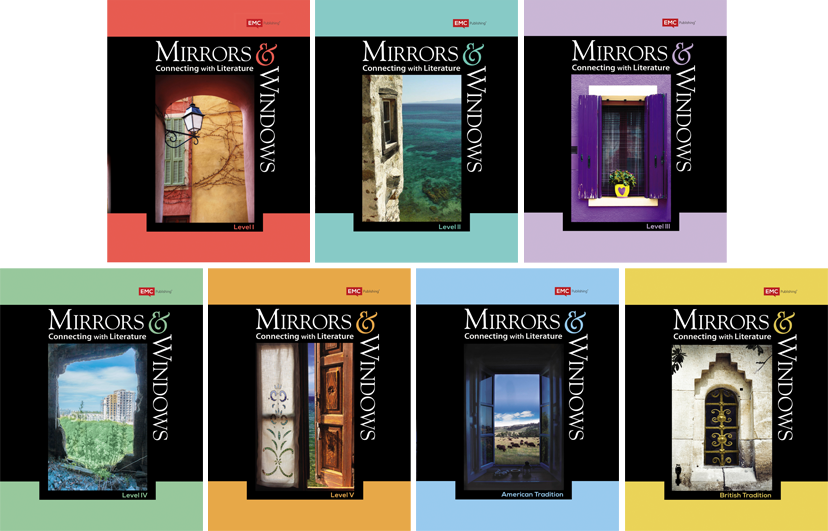 EMC Publishing
MIRRORS &
Connecting with Literature
WINDOWS
Level I
EMC Publishing
MIRRORS &
Connecting with Literature
WINDOWS
Level II
EMC Publishing
MIRRORS &
Connecting with Literature
WINDOWS
Level III
EMC Publishing
MIRRORS &
Connecting with Literature
WINDOWS
Level IV
EMC Publishing
MIRRORS &
Connecting with Literature
WINDOWS
Level V
EMC Publishing
MIRRORS &
Connecting with Literature
WINDOWS
American Tradition
EMC Publishing
MIRRORS &
Connecting with Literature
WINDOWS
British Tradition